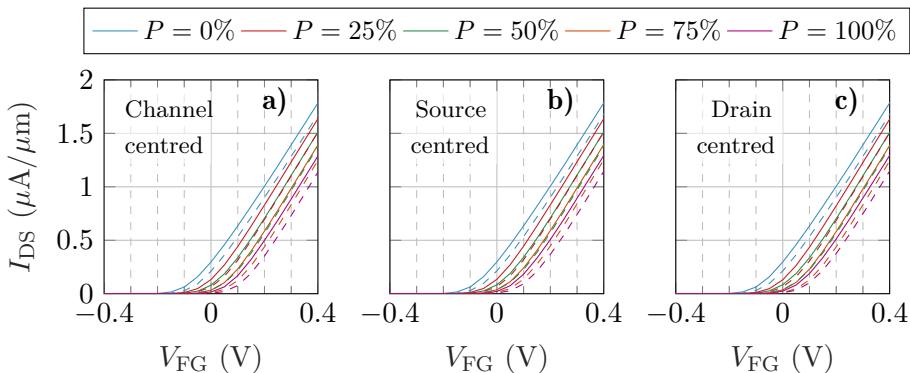 P = 0% P = 25% P = 50% P = 75% P = 100%
2
1.5
1
0.5
0
I_DS (μA/μm)
Channel
centred
a)
−0.4 0 0.4
V_FG (V)
Source
centred
b)
−0.4 0 0.4
V_FG (V)
Drain
centred
c)
−0.4 0 0.4
V_FG (V)